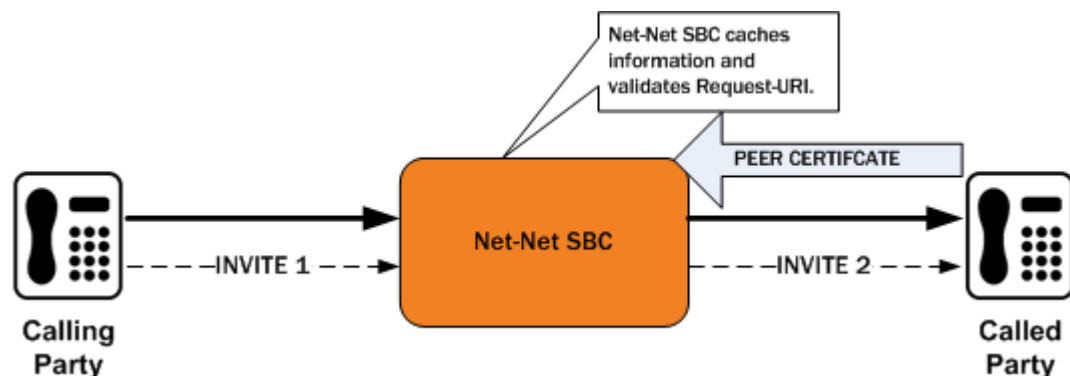 Net-Net SBC caches
information and
validates Request-URI.
PEER CERTIFCATE
Net-Net SBC
INVITE 1
INVITE 2
Calling
Party
Called
Party